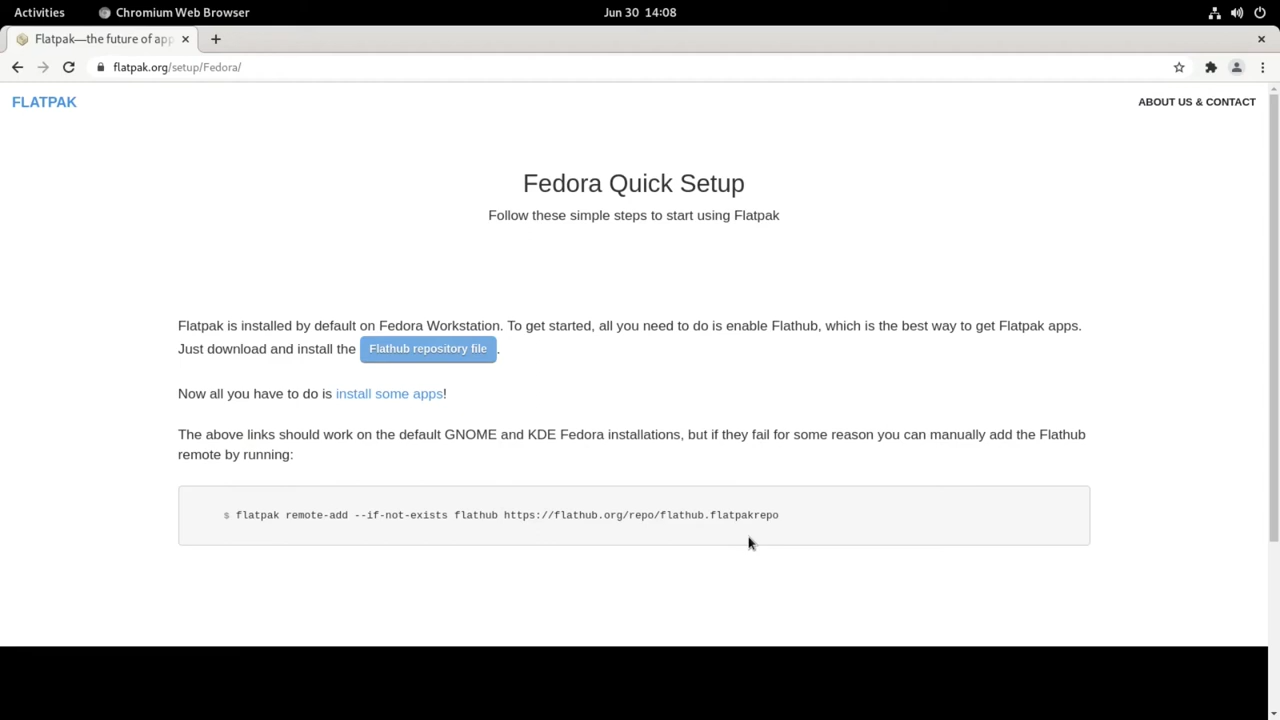 Activities Chromium Web Browser Jun 30 14:08
Flatpak—the future of app
flatpak.org/setup/Fedora/
FLATPAK ABOUT US & CONTACT
Fedora Quick Setup
Follow these simple steps to start using Flatpak
Flatpak is installed by default on Fedora Workstation. To get started, all you need to do is enable Flathub, which is the best way to get Flatpak apps.
Just download and install the Flathub repository file.
Now all you have to do is install some apps!
The above links should work on the default GNOME and KDE Fedora installations, but if they fail for some reason you can manually add the Flathub
remote by running:
$ flatpak remote-add --if-not-exists flathub https://flathub.org/repo/flathub.flatpakrepo